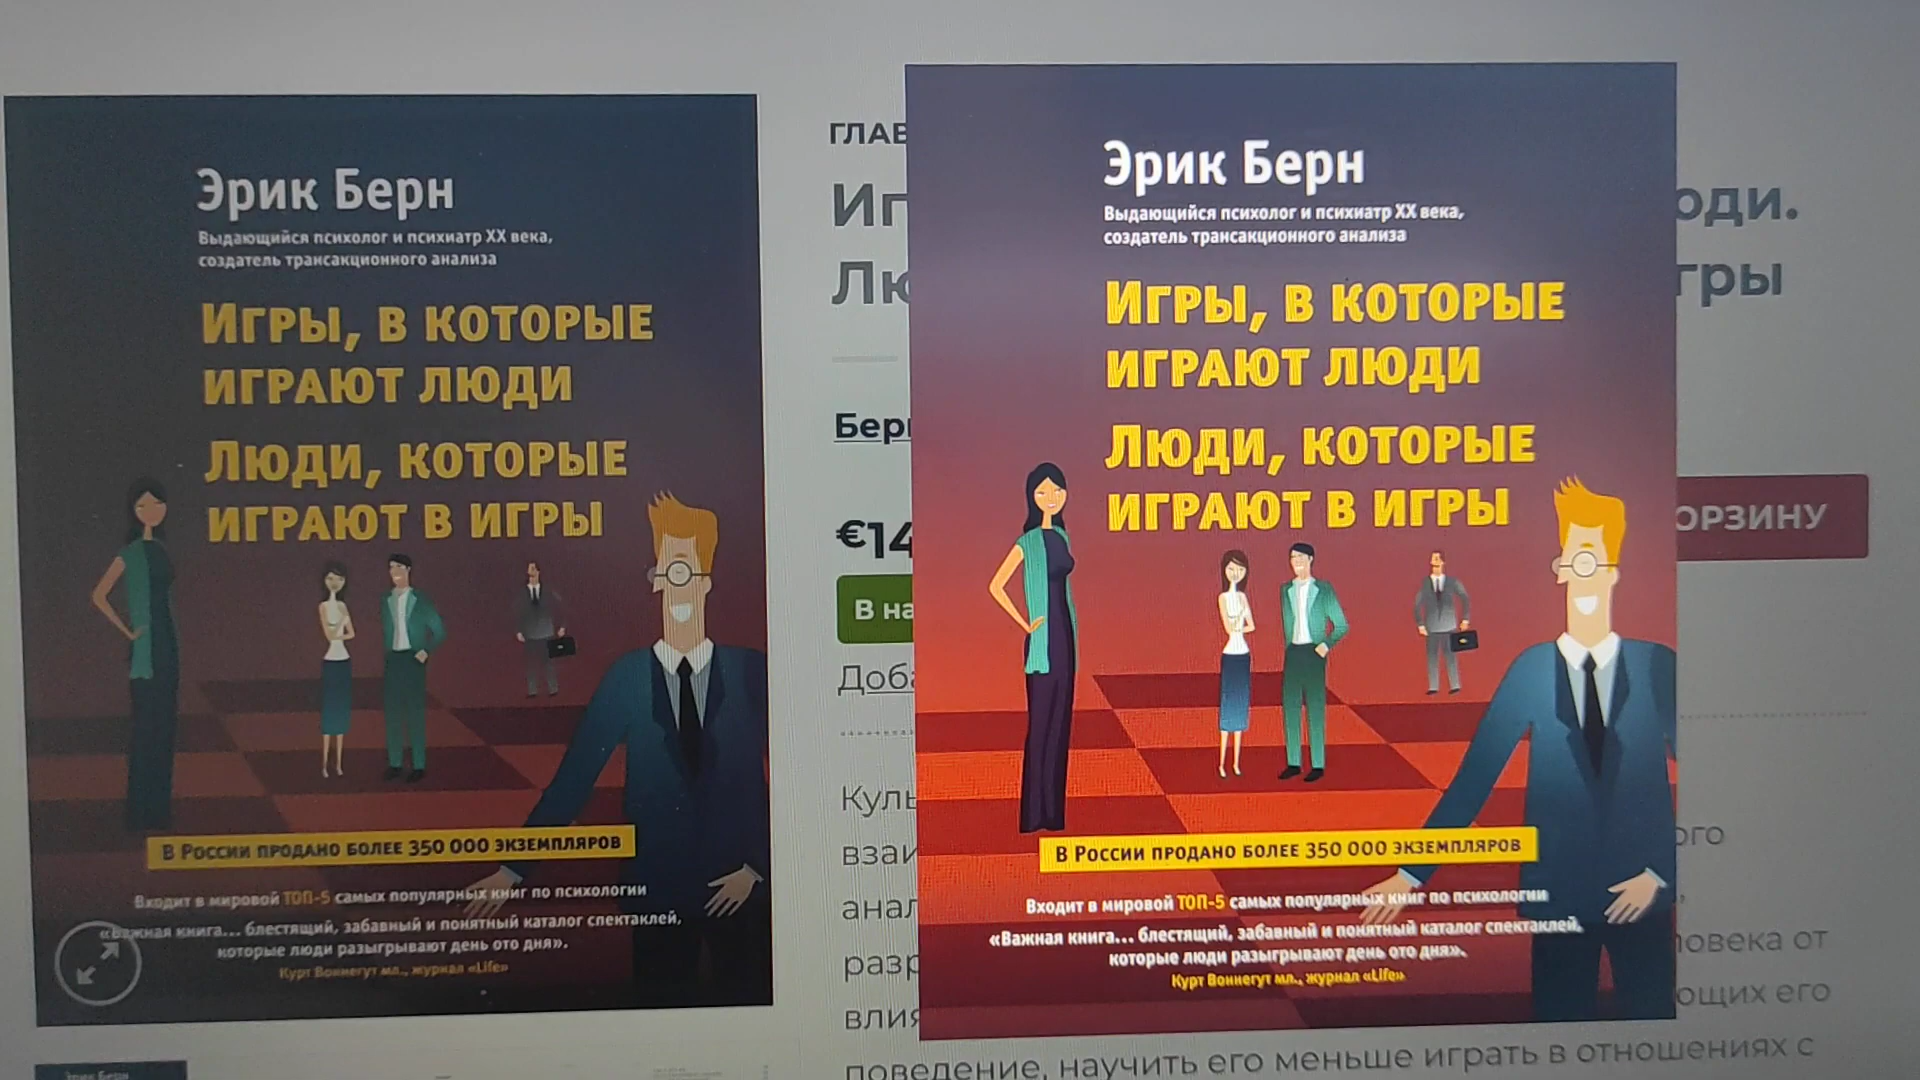 Эрик Берн
Выдающийся психолог и психиатр XX века,
создатель трансакционного анализа
Игры, в которые
играют люди
Люди, которые
играют в игры
В России продано более 350 000 экземпляров
Входит в мировой ТОП-5 самых популярных книг по психологии
«Важная книга... блестящий, забавный и понятный каталог спектаклей,
которые люди разыгрывают день ото дня».
Курт Воннегут мл., журнал «Life»
Эрик Берн
ГЛАВ
Иг
Лю
Берн
€14
В на
Доба
Куль
взаи
анал
разр
влия
Эрик Берн
Выдающийся психолог и психиатр XX века,
создатель трансакционного анализа
Игры, в которые
играют люди
Люди, которые
играют в игры
В России продано более 350 000 экземпляров
Входит в мировой ТОП-5 самых популярных книг по психологии
«Важная книга... блестящий, забавный и понятный каталог спектаклей,
которые люди разыгрывают день ото дня».
Курт Воннегут мл., журнал «Life»
юди.
гры
ОРЗИНУ
ого
ловека от
ющих его
поведение, научить его меньше играть в отношениях с